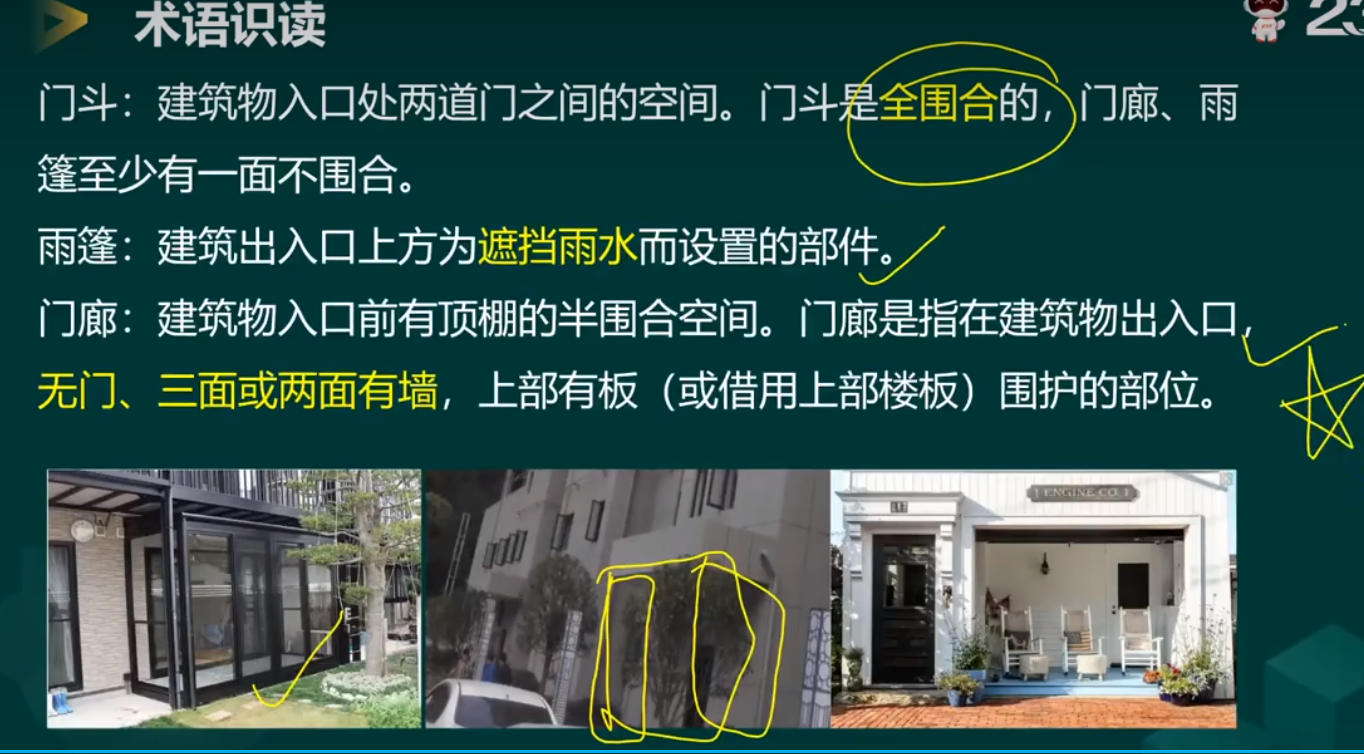 术语识读
23
门斗：建筑物入口处两道门之间的空间。门斗是全围合的，门廊、雨
篷至少有一面不围合。
雨篷：建筑出入口上方为遮挡雨水而设置的部件。
门廊：建筑物入口前有顶棚的半围合空间。门廊是指在建筑物出入口，
无门、三面或两面有墙，上部有板（或借用上部楼板）围护的部位。
ENGINE CO. 1